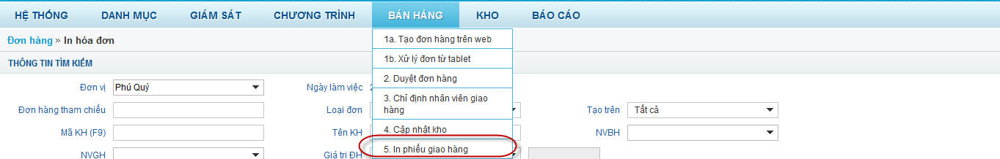 HỆ THỐNG DANH MỤC GIÁM SÁT CHƯƠNG TRÌNH BÁN HÀNG KHO BÁO CÁO
Đơn hàng » In hóa đơn
THÔNG TIN TÌM KIẾM
1a. Tạo đơn hàng trên web
1b. Xử lý đơn từ tablet
2. Duyệt đơn hàng
3. Chỉ định nhân viên giao
hàng
4. Cập nhật kho
5. In phiếu giao hàng
Đơn vị Phú Quý Ngày làm việc
Đơn hàng tham chiếu Loại đơn Tạo trên Tất cả
Mã KH (F9) Tên KH NVBH
NVGH Giá trị ĐH